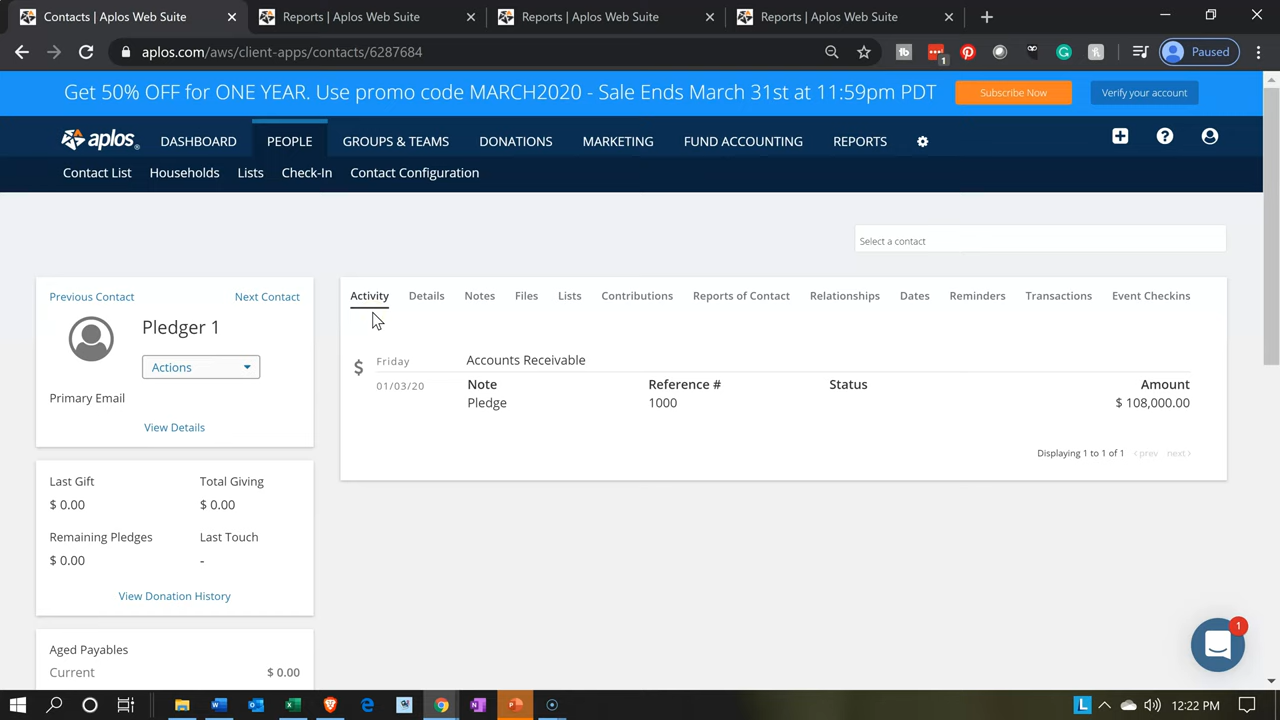 Contacts | Aplos Web Suite
Reports | Aplos Web Suite
Reports | Aplos Web Suite
Reports | Aplos Web Suite
aplos.com/aws/client-apps/contacts/6287684
1
Paused
Get 50% OFF for ONE YEAR. Use promo code MARCH2020 - Sale Ends March 31st at 11:59pm PDT
Subscribe Now
Verify your account
aplos
DASHBOARD
PEOPLE
GROUPS & TEAMS
DONATIONS
MARKETING
FUND ACCOUNTING
REPORTS
Contact List
Households
Lists
Check-In
Contact Configuration
Select a contact
Previous Contact
Next Contact
Pledger 1
Actions
Primary Email
View Details
Activity
Details
Notes
Files
Lists
Contributions
Reports of Contact
Relationships
Dates
Reminders
Transactions
Event Checkins
Friday
01/03/20
Accounts Receivable
Note
Reference #
Status
Amount
Pledge
1000
$ 108,000.00
Displaying 1 to 1 of 1
‹ prev
next ›
Last Gift
Total Giving
$ 0.00
$ 0.00
Remaining Pledges
Last Touch
$ 0.00
-
View Donation History
Aged Payables
Current
$ 0.00
1
12:22 PM